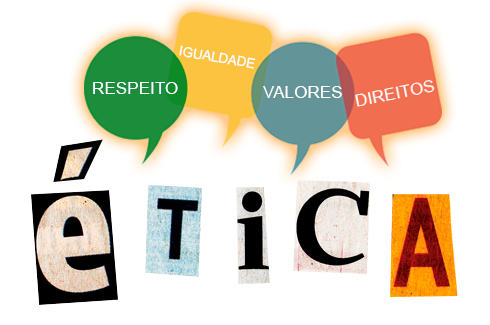 RESPEITO
IGUALDADE
VALORES
DIREITOS
éTiCA